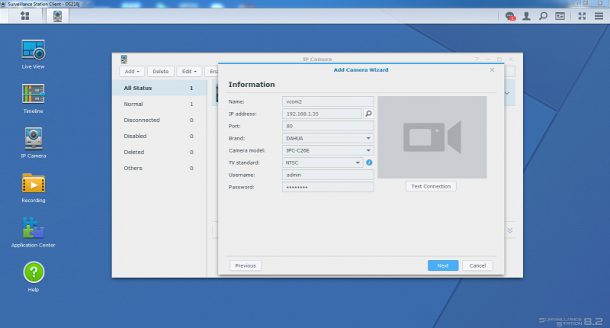 Surveillance Station Client - DS218j
Live View
Timeline
IP Camera
Recording
Application Center
Help
IP Camera
Add
Delete
Edit
All Status 1
Normal 1
Disconnected 0
Disabled 0
Deleted 0
Others 0
Add Camera Wizard
Information
Name: vcom2
IP address: 192.168.1.35
Port: 80
Brand: DAHUA
Camera model: IPC-C26E
TV standard: NTSC
Username: admin
Password: ••••••••
Test Connection
Previous
Next
Cancel
SURVEILLANCE STATION 8.2